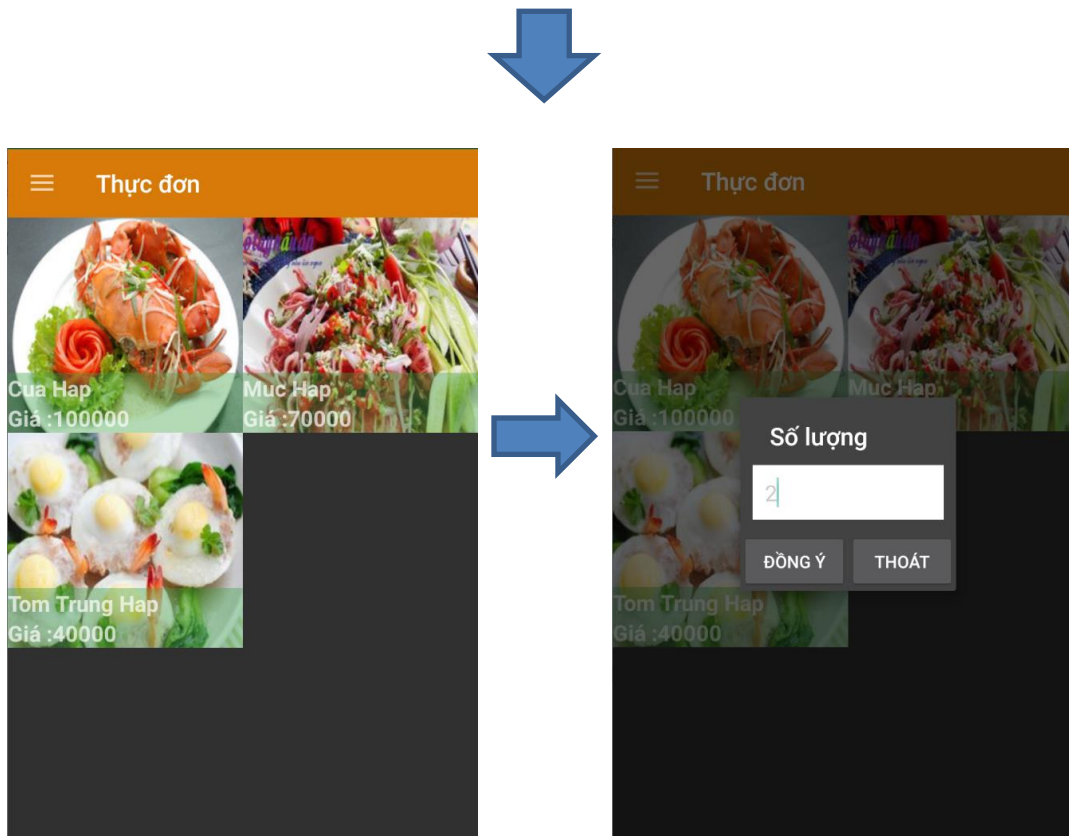 Thực đơn
Cua Hap
Giá :100000
Muc Hap
Giá :70000
Tom Trung Hap
Giá :40000
Thực đơn
Cua Hap
Giá :100000
Muc Hap
Số lượng
2
ĐỒNG Ý
THOÁT
Tom Trung Hap
Giá :40000